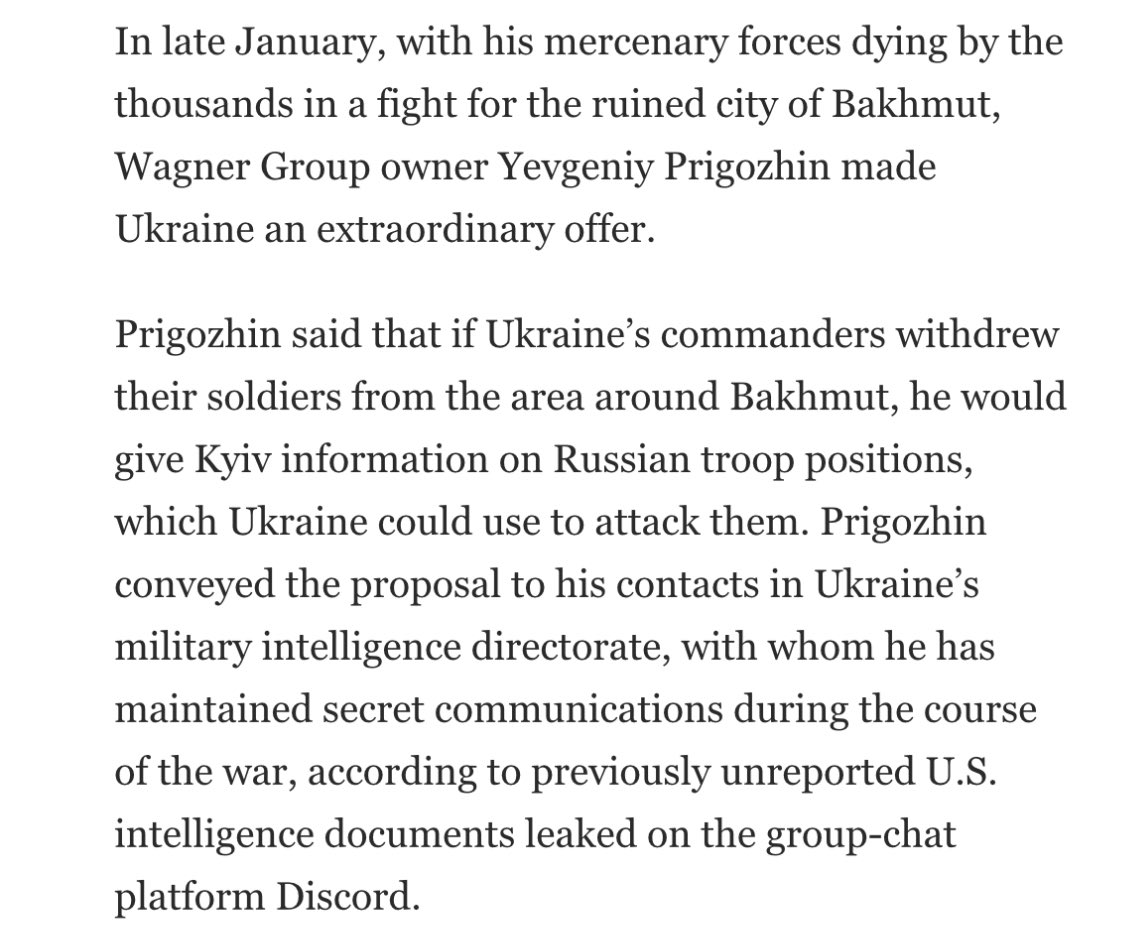 In late January, with his mercenary forces dying by the
thousands in a fight for the ruined city of Bakhmut,
Wagner Group owner Yevgeniy Prigozhin made
Ukraine an extraordinary offer.
Prigozhin said that if Ukraine’s commanders withdrew
their soldiers from the area around Bakhmut, he would
give Kyiv information on Russian troop positions,
which Ukraine could use to attack them. Prigozhin
conveyed the proposal to his contacts in Ukraine’s
military intelligence directorate, with whom he has
maintained secret communications during the course
of the war, according to previously unreported U.S.
intelligence documents leaked on the group-chat
platform Discord.